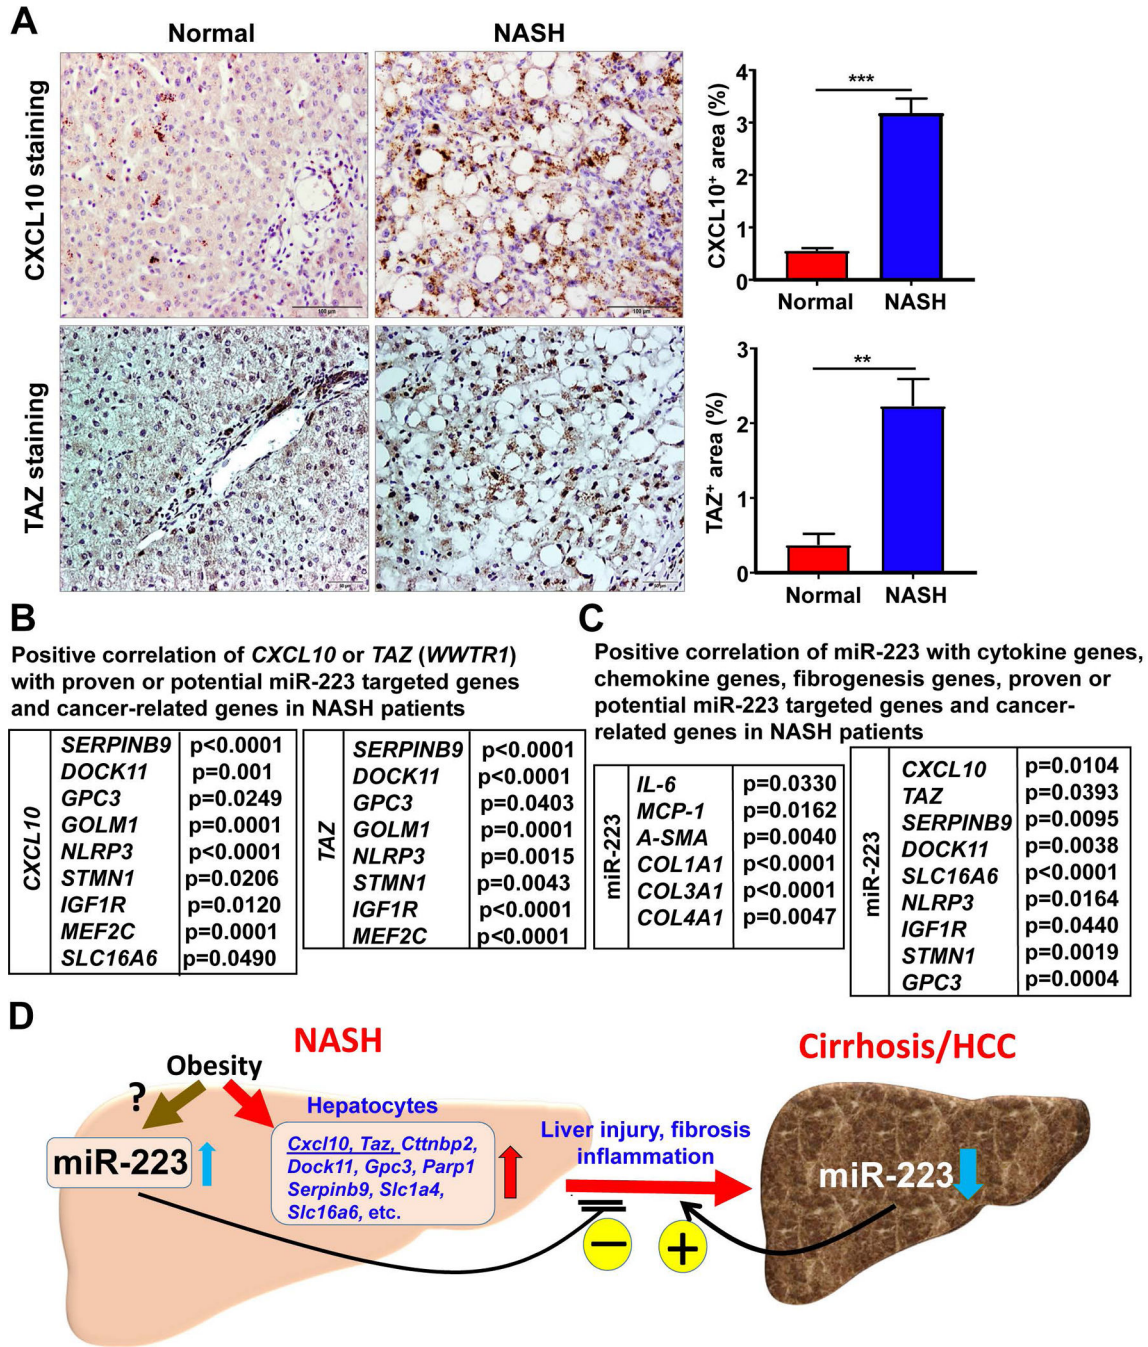 A
Normal
NASH
CXCL10 staining
100 µm
100 µm
CXCL10+ area (%)
4
3
2
1
0
***
Normal
NASH
TAZ staining
TAZ+ area (%)
3
2
1
0
**
Normal
NASH
B
Positive correlation of CXCL10 or TAZ (WWTR1)
with proven or potential miR-223 targeted genes
and cancer-related genes in NASH patients
CXCL10
SERPINB9 p<0.0001
DOCK11 p=0.001
GPC3 p=0.0249
GOLM1 p=0.0001
NLRP3 p<0.0001
STMN1 p=0.0206
IGF1R p=0.0120
MEF2C p=0.0001
SLC16A6 p=0.0490
TAZ
SERPINB9 p<0.0001
DOCK11 p<0.0001
GPC3 p=0.0403
GOLM1 p=0.0001
NLRP3 p=0.0015
STMN1 p=0.0043
IGF1R p<0.0001
MEF2C p<0.0001
C
Positive correlation of miR-223 with cytokine genes,
chemokine genes, fibrogenesis genes, proven or
potential miR-223 targeted genes and cancer-
related genes in NASH patients
miR-223
IL-6 p=0.0330
MCP-1 p=0.0162
A-SMA p=0.0040
COL1A1 p<0.0001
COL3A1 p<0.0001
COL4A1 p=0.0047
miR-223
CXCL10 p=0.0104
TAZ p=0.0393
SERPINB9 p=0.0095
DOCK11 p=0.0038
SLC16A6 p<0.0001
NLRP3 p=0.0164
IGF1R p=0.0440
STMN1 p=0.0019
GPC3 p=0.0004
D
NASH
Cirrhosis/HCC
Obesity
?
miR-223
Hepatocytes
Cxcl10, Taz, Cttnbp2,
Dock11, Gpc3, Parp1
Serpinb9, Slc1a4,
Slc16a6, etc.
Liver injury, fibrosis
inflammation
−
+
miR-223